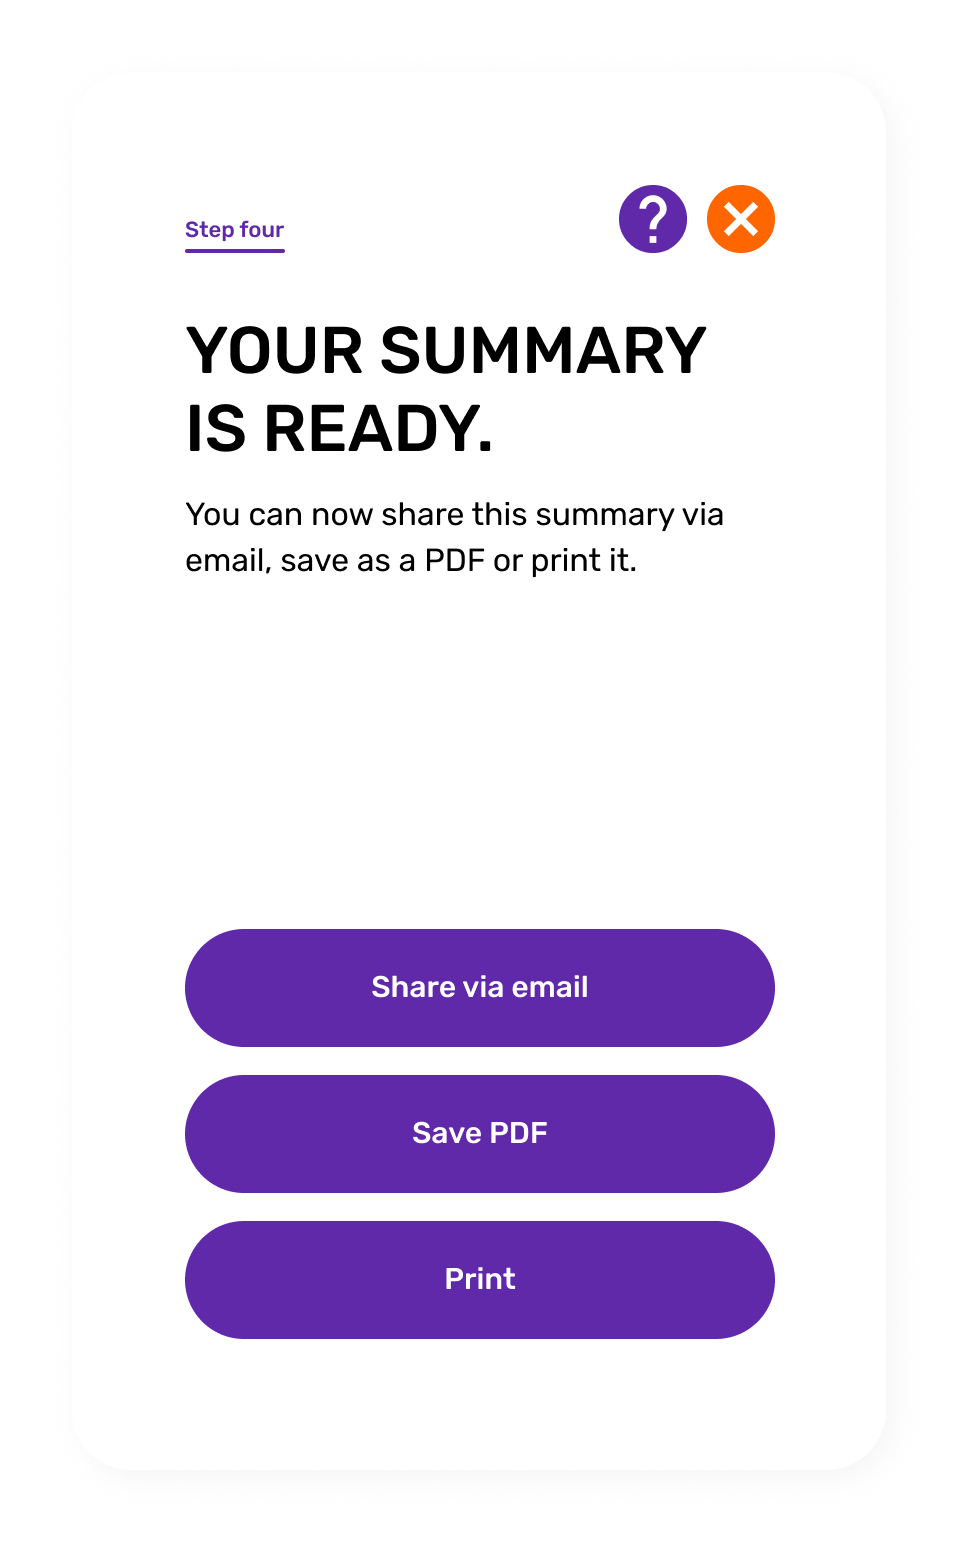 Step four
?
YOUR SUMMARY
IS READY.
You can now share this summary via
email, save as a PDF or print it.
Share via email
Save PDF
Print